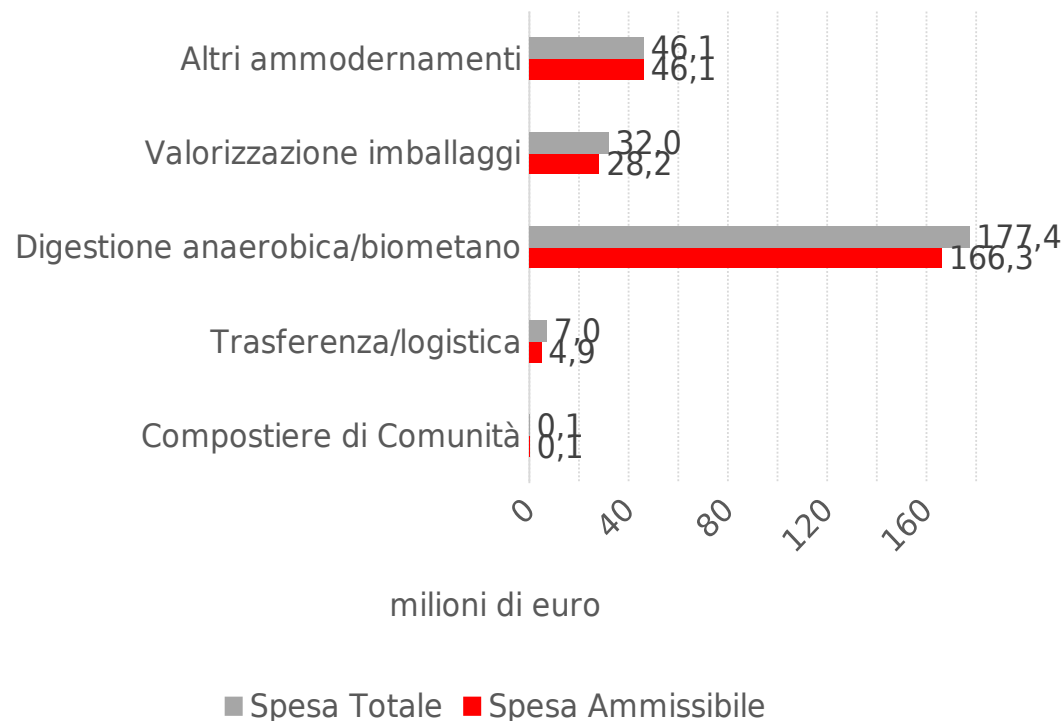 Altri ammodernamenti
46,1
46,1
Valorizzazione imballaggi
32,0
28,2
Digestione anaerobica/biometano
177,4
166,3
Trasferenza/logistica
7,0
4,9
Compostiere di Comunità
0,1
0,1
0 40 80 120 160
milioni di euro
Spesa Totale Spesa Ammissibile